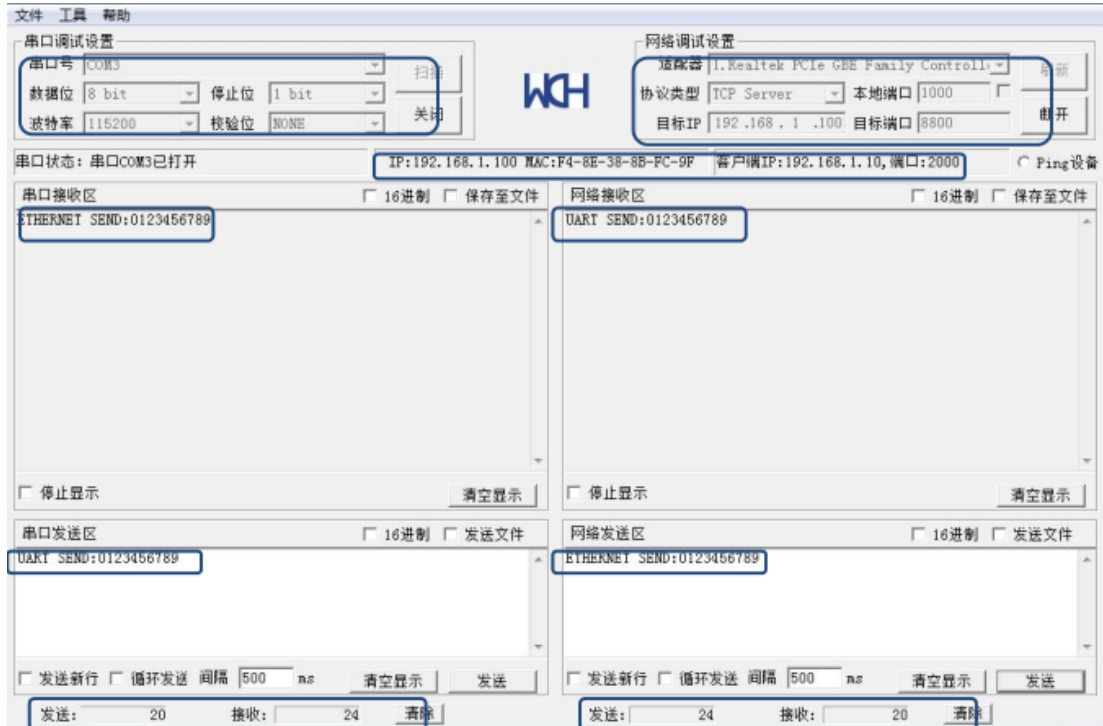 文件 工具 帮助
串口调试设置
网络调试设置
串口号 COM3 扫描
适配器 1.Realtek PCIe GBE Family Controll 刷新
WCH
数据位 8 bit 停止位 1 bit
协议类型 TCP Server 本地端口 1000
波特率 115200 校验位 NONE 关闭
目标IP 192 .168 . 1 .100 目标端口 8800 断开
串口状态: 串口COM3已打开 IP:192.168.1.100 MAC:F4-8E-38-8B-FC-9F 客户端IP:192.168.1.10,端口:2000 Ping设备
串口接收区 16进制 保存至文件
ETHERNET SEND:0123456789
停止显示 清空显示
网络接收区 16进制 保存至文件
UART SEND:0123456789
停止显示 清空显示
串口发送区 16进制 发送文件
UART SEND:0123456789
发送新行 循环发送 间隔 500 ms 清空显示 发送
发送: 20 接收: 24 清除
网络发送区 16进制 发送文件
ETHERNET SEND:0123456789
发送新行 循环发送 间隔 500 ms 清空显示 发送
发送: 24 接收: 20 清除